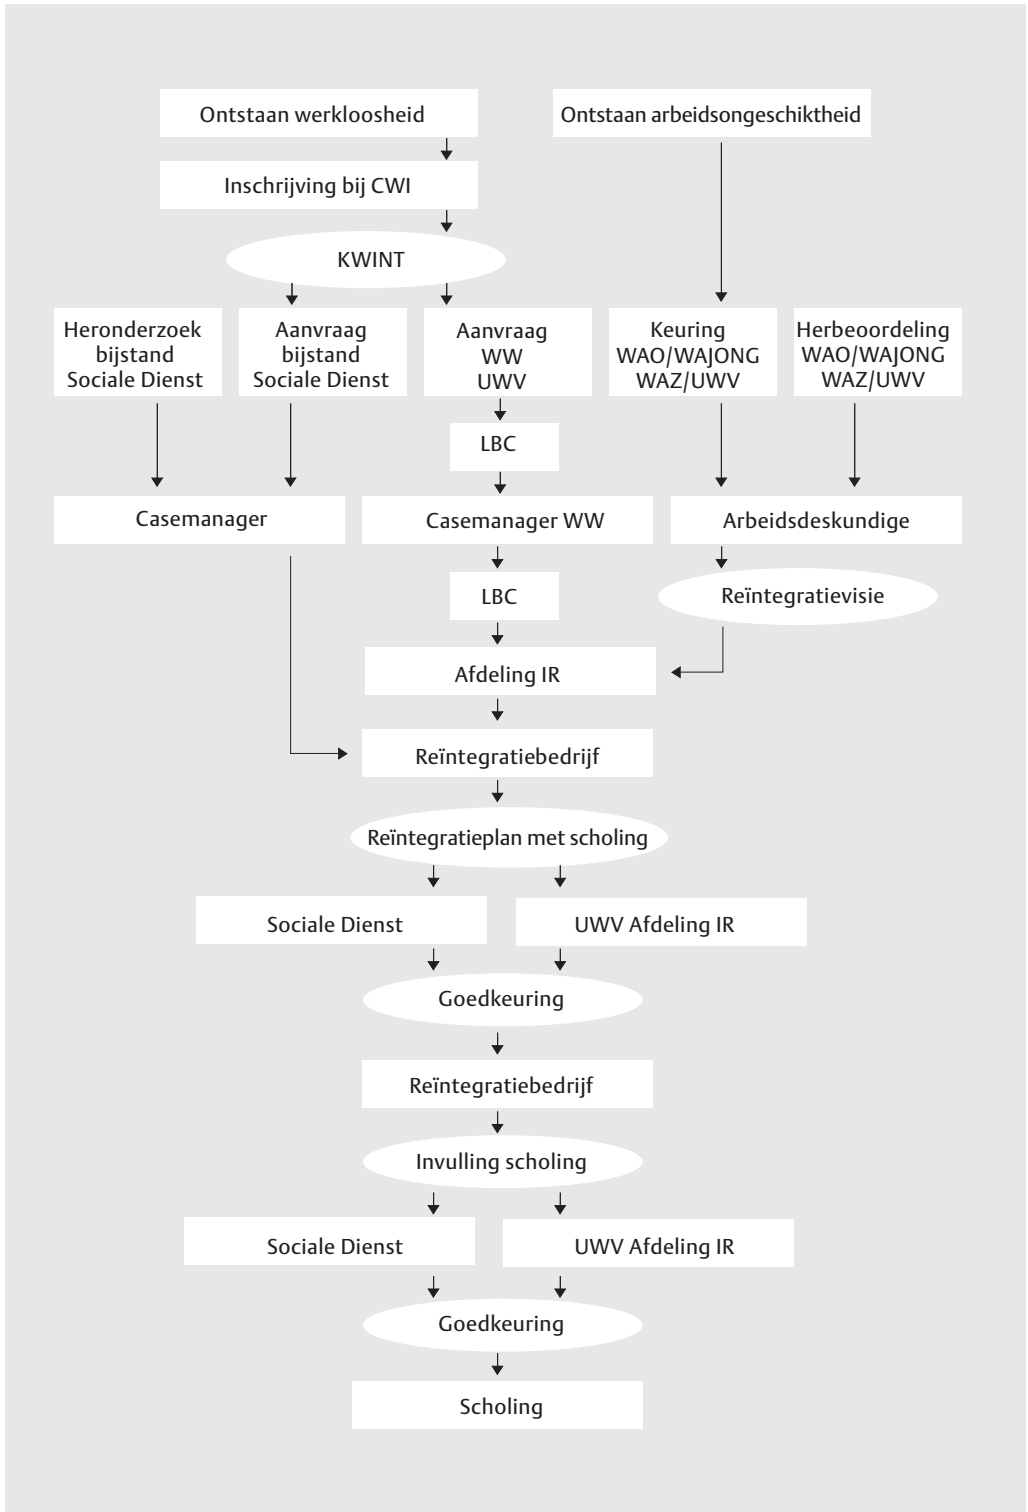 Ontstaan werkloosheid
Ontstaan arbeidsongeschiktheid
Inschrijving bij CWI
KWINT
Heronderzoek
bijstand
Sociale Dienst
Aanvraag
bijstand
Sociale Dienst
Aanvraag
WW
UWV
Keuring
WAO/WAJONG
WAZ/UWV
Herbeoordeling
WAO/WAJONG
WAZ/UWV
LBC
Casemanager
Casemanager WW
Arbeidsdeskundige
LBC
Reïntegratievisie
Afdeling IR
Reïntegratiebedrijf
Reïntegratieplan met scholing
Sociale Dienst
UWV Afdeling IR
Goedkeuring
Reïntegratiebedrijf
Invulling scholing
Sociale Dienst
UWV Afdeling IR
Goedkeuring
Scholing